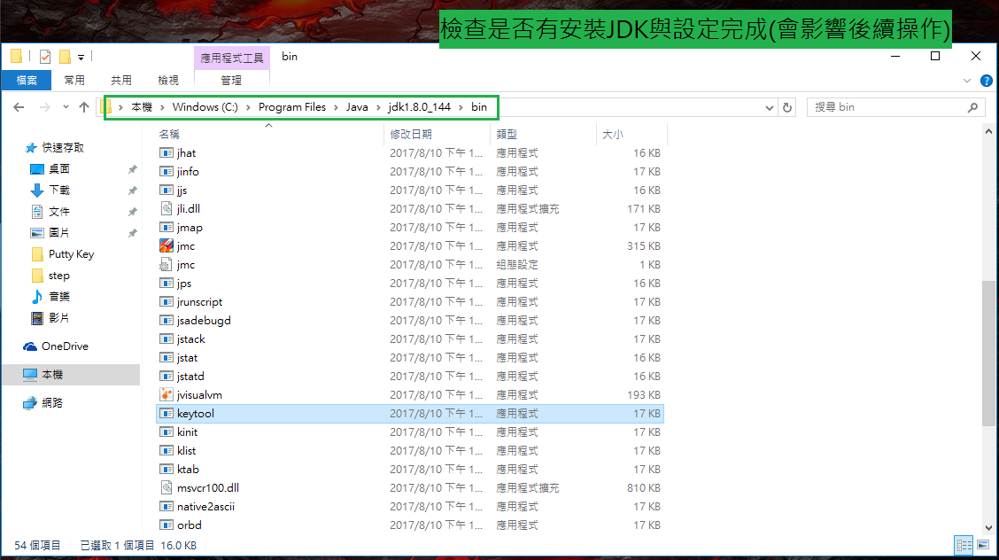 檢查是否有安裝JDK與設定完成(會影響後續操作)
應用程式工具 bin
檔案 常用 共用 檢視 管理
本機 Windows (C:) Program Files Java jdk1.8.0_144 bin 搜尋 bin
名稱 修改日期 類型 大小
快速存取
桌面
下載
文件
圖片
Putty Key
step
音樂
影片
OneDrive
本機
網路
jhat 2017/8/10 下午 1... 應用程式 16 KB
jinfo 2017/8/10 下午 1... 應用程式 17 KB
jjs 2017/8/10 下午 1... 應用程式 16 KB
jli.dll 2017/8/10 下午 1... 應用程式擴充 171 KB
jmap 2017/8/10 下午 1... 應用程式 17 KB
jmc 2017/8/10 下午 1... 應用程式 315 KB
jmc 2017/8/10 下午 1... 組態設定 1 KB
jps 2017/8/10 下午 1... 應用程式 16 KB
jrunscript 2017/8/10 下午 1... 應用程式 17 KB
jsadebugd 2017/8/10 下午 1... 應用程式 17 KB
jstack 2017/8/10 下午 1... 應用程式 17 KB
jstat 2017/8/10 下午 1... 應用程式 16 KB
jstatd 2017/8/10 下午 1... 應用程式 16 KB
jvisualvm 2017/8/10 下午 1... 應用程式 193 KB
keytool 2017/8/10 下午 1... 應用程式 17 KB
kinit 2017/8/10 下午 1... 應用程式 17 KB
klist 2017/8/10 下午 1... 應用程式 17 KB
ktab 2017/8/10 下午 1... 應用程式 17 KB
msvcr100.dll 2017/8/10 下午 1... 應用程式擴充 810 KB
native2ascii 2017/8/10 下午 1... 應用程式 17 KB
orbd 2017/8/10 下午 1... 應用程式 17 KB
54 個項目 已選取 1 個項目 16.0 KB